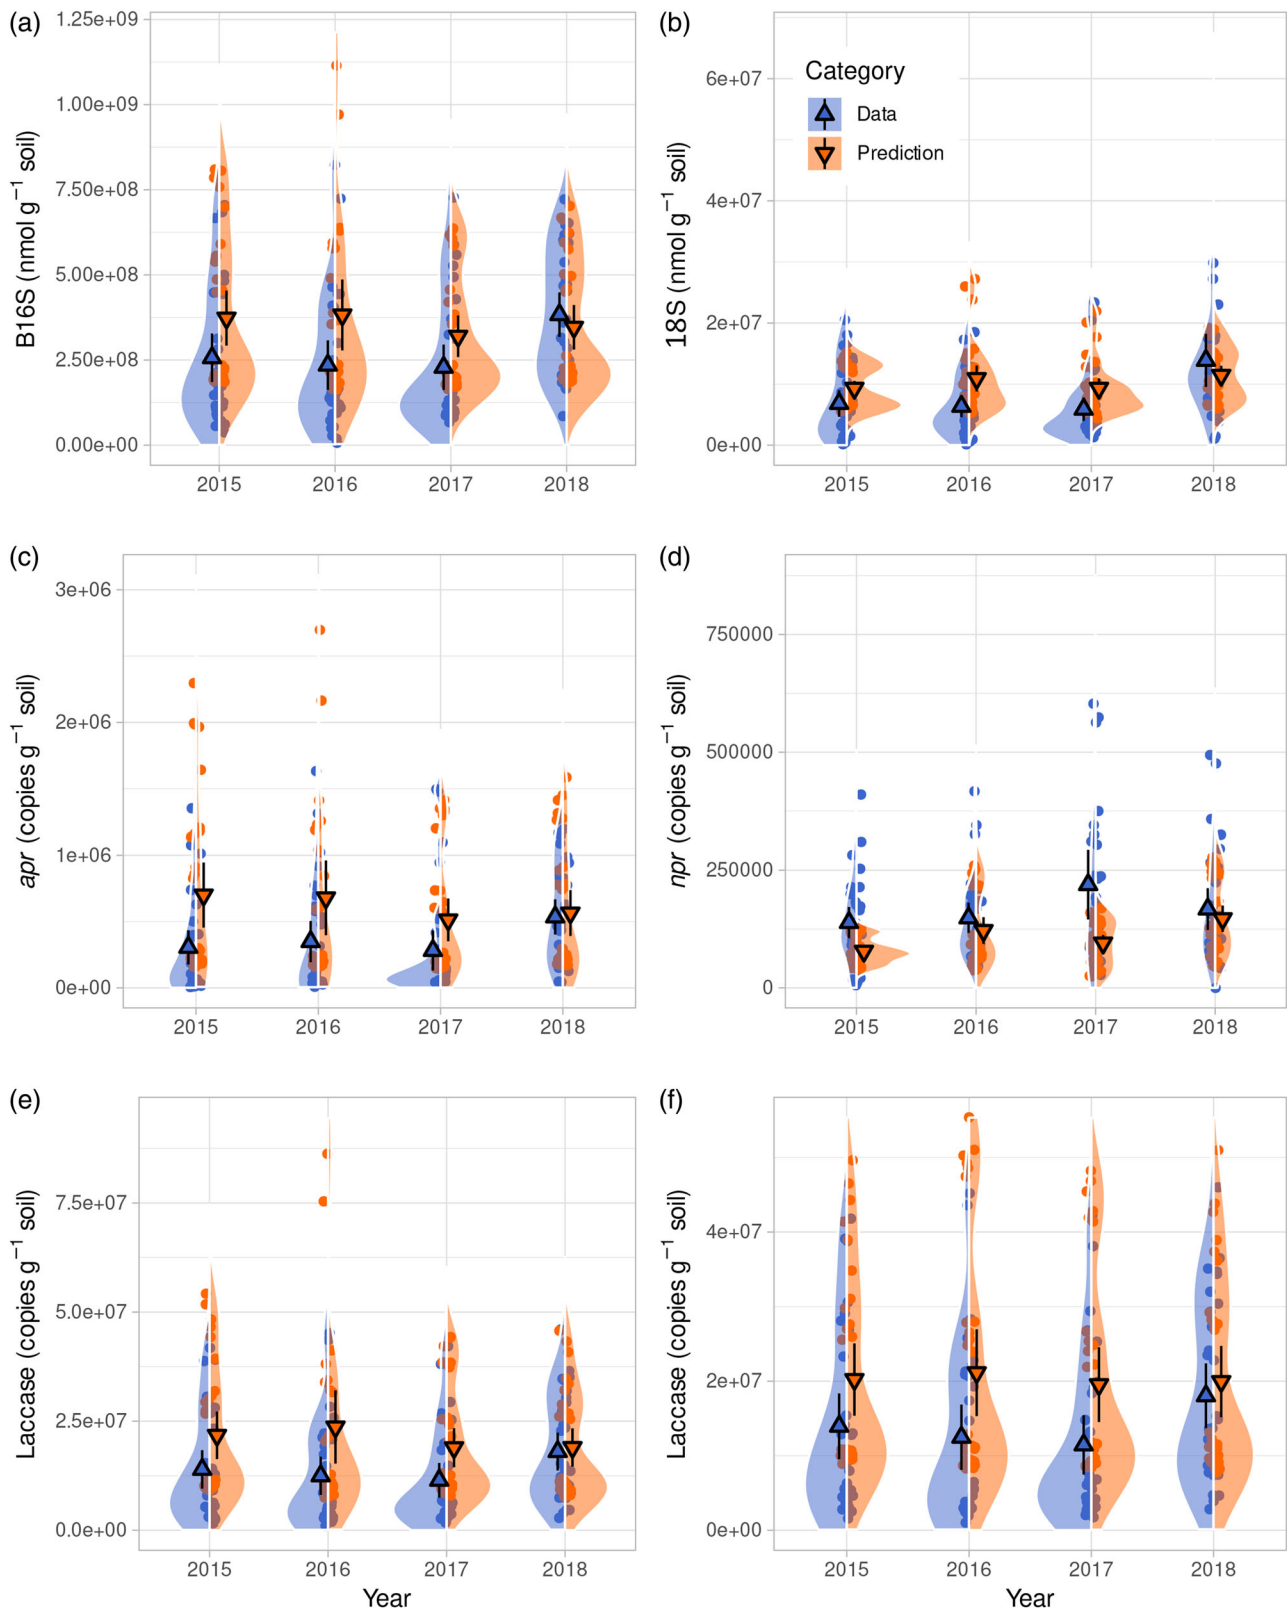 (a)
B16S (nmol g⁻¹ soil)
1.25e+09
1.00e+09
7.50e+08
5.00e+08
2.50e+08
0.00e+00
2015 2016 2017 2018
(b)
18S (nmol g⁻¹ soil)
6e+07
4e+07
2e+07
0e+00
Category
Data
Prediction
2015 2016 2017 2018
(c)
apr (copies g⁻¹ soil)
3e+06
2e+06
1e+06
0e+00
2015 2016 2017 2018
(d)
npr (copies g⁻¹ soil)
750000
500000
250000
0
2015 2016 2017 2018
(e)
Laccase (copies g⁻¹ soil)
7.5e+07
5.0e+07
2.5e+07
0.0e+00
2015 2016 2017 2018
Year
(f)
Laccase (copies g⁻¹ soil)
4e+07
2e+07
0e+00
2015 2016 2017 2018
Year